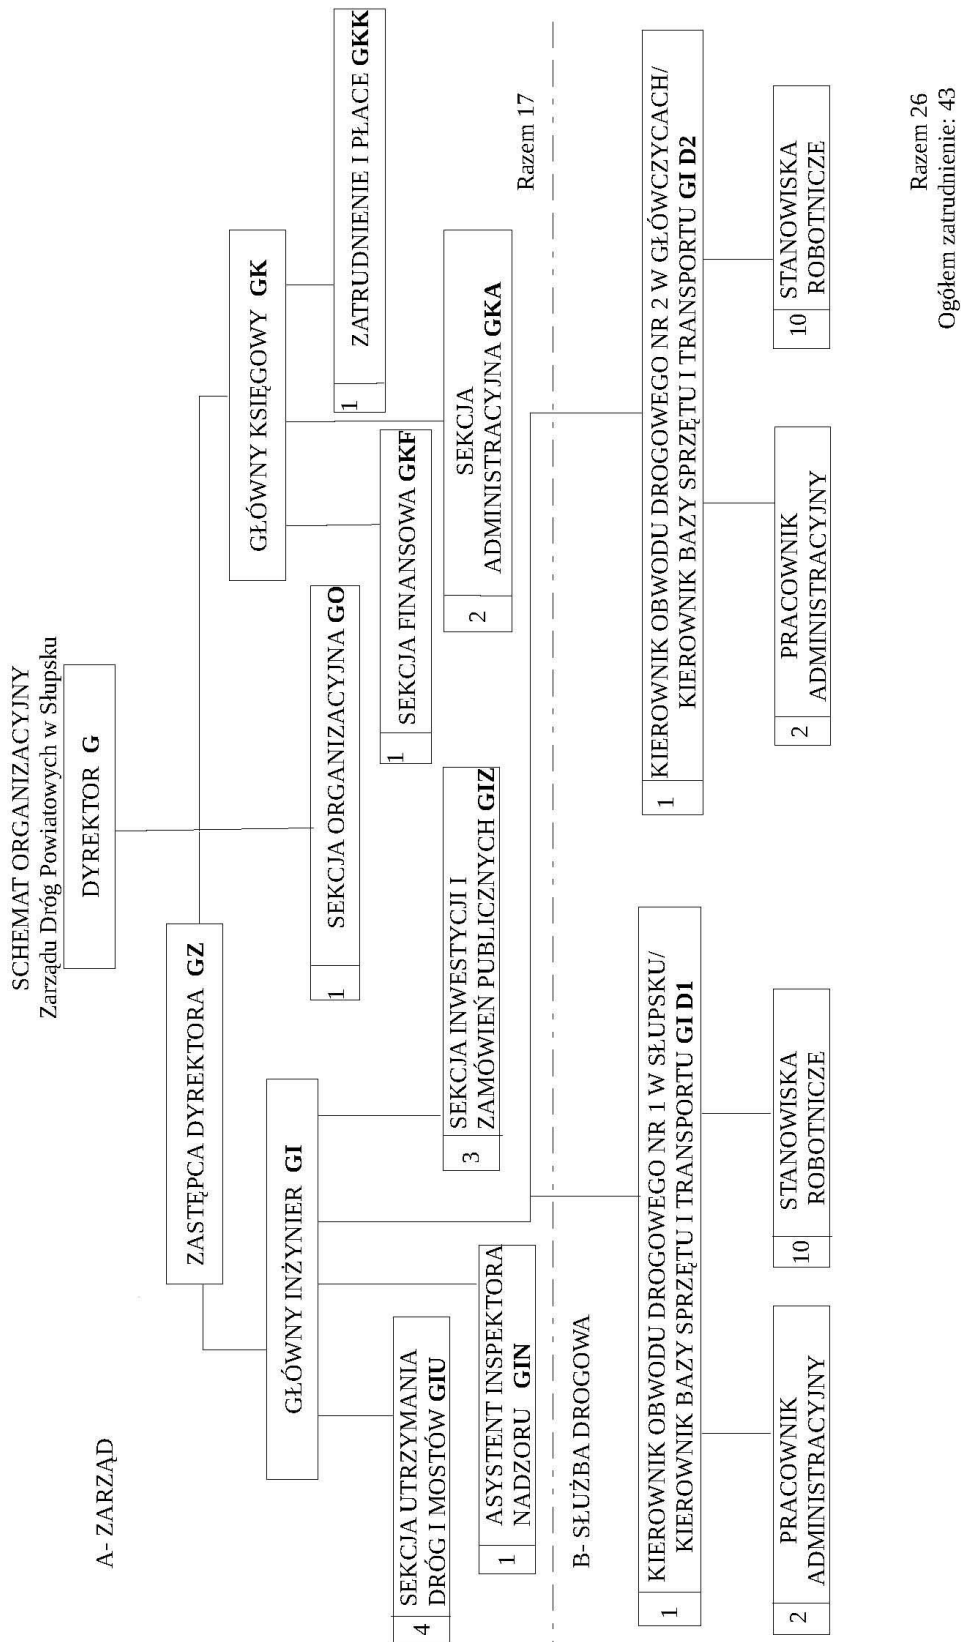 SCHEMAT ORGANIZACYJNY
Zarządu Dróg Powiatowych w Słupsku
A- ZARZĄD
DYREKTOR G
ZASTĘPCA DYREKTORA GZ
GŁÓWNY KSIĘGOWY GK
GŁÓWNY INŻYNIER GI
1
SEKCJA ORGANIZACYJNA GO
1
ZATRUDNIENIE I PŁACE GKK
4
SEKCJA UTRZYMANIA
DRÓG I MOSTÓW GIU
1
SEKCJA FINANSOWA GKF
3
SEKCJA INWESTYCJI I
ZAMÓWIEŃ PUBLICZNYCH GIZ
2
SEKCJA
ADMINISTRACYJNA GKA
1
ASYSTENT INSPEKTORA
NADZORU GIN
Razem 17
B- SŁUŻBA DROGOWA
1
KIEROWNIK OBWODU DROGOWEGO NR 1 W SŁUPSKU/
KIEROWNIK BAZY SPRZĘTU I TRANSPORTU GI D1
1
KIEROWNIK OBWODU DROGOWEGO NR 2 W GŁÓWCZYCACH/
KIEROWNIK BAZY SPRZĘTU I TRANSPORTU GI D2
2
PRACOWNIK
ADMINISTRACYJNY
10
STANOWISKA
ROBOTNICZE
2
PRACOWNIK
ADMINISTRACYJNY
10
STANOWISKA
ROBOTNICZE
Razem 26
Ogółem zatrudnienie: 43